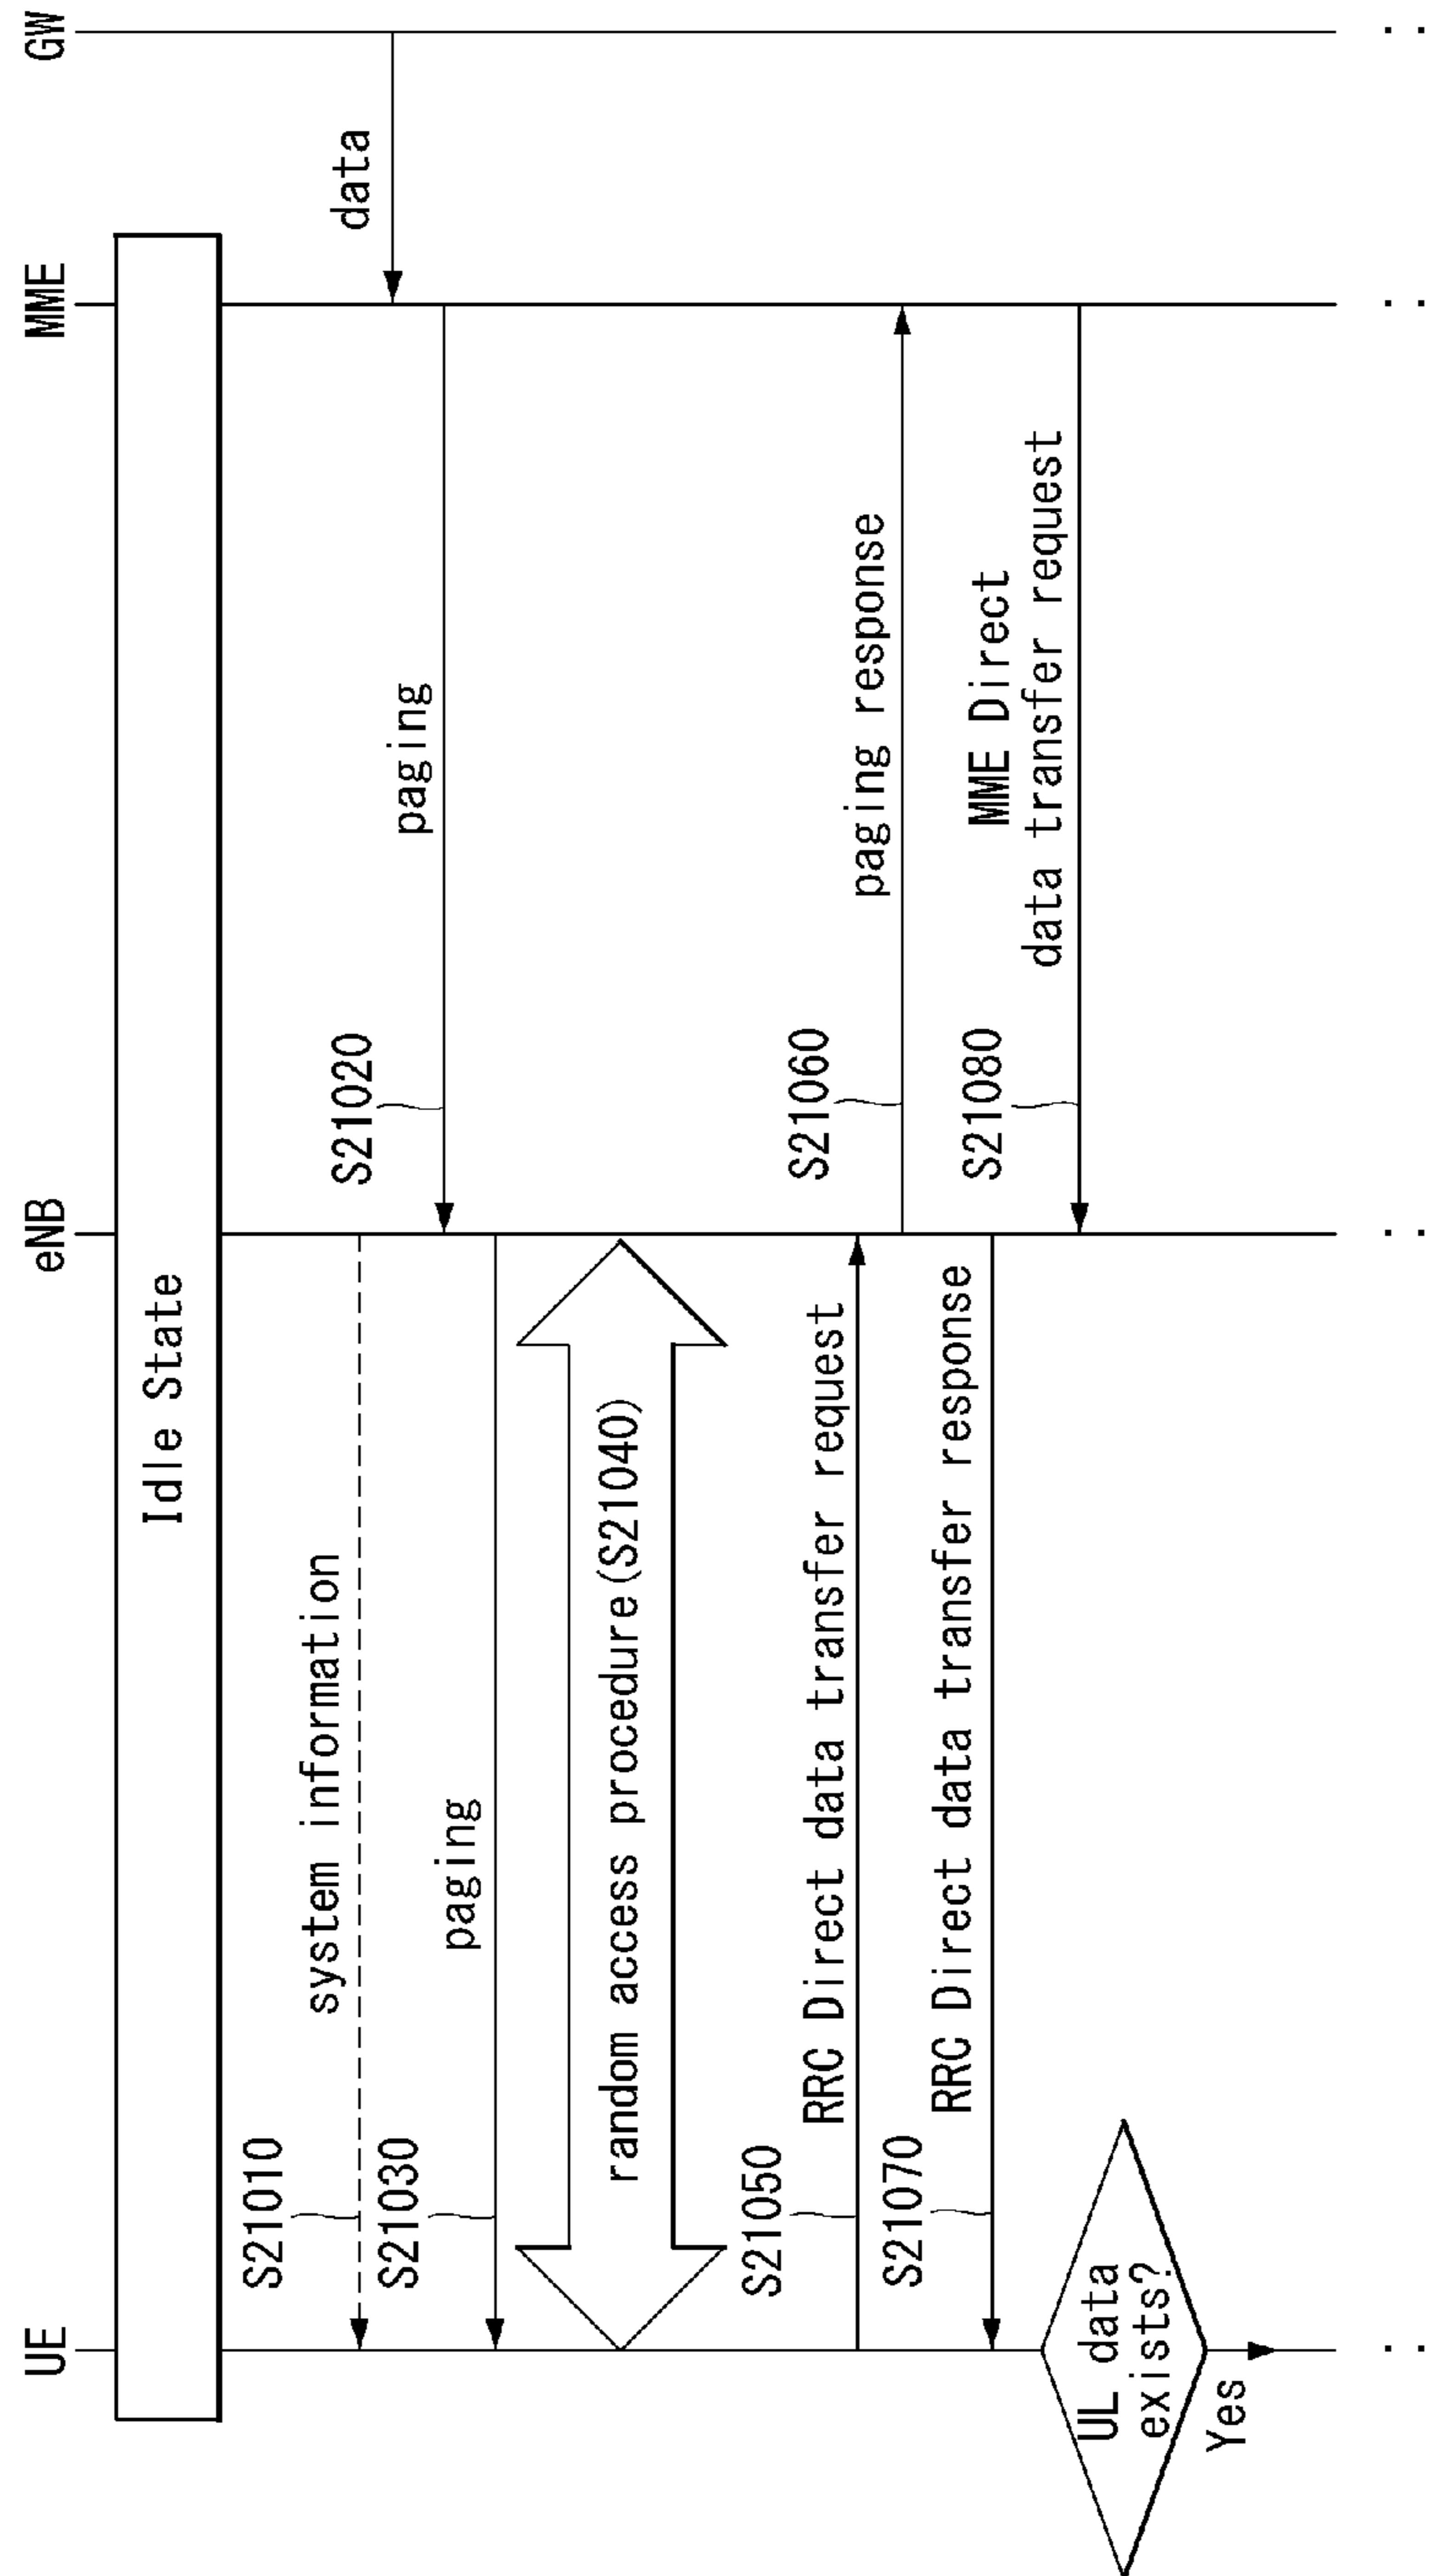 UE
eNB
MME
GW
Idle State
data
S21010
system information
S21020
paging
S21030
paging
random access procedure(S21040)
S21050
RRC Direct data transfer request
S21060
paging response
S21070
RRC Direct data transfer response
S21080
MME Direct
data transfer request
UL data
exists?
Yes